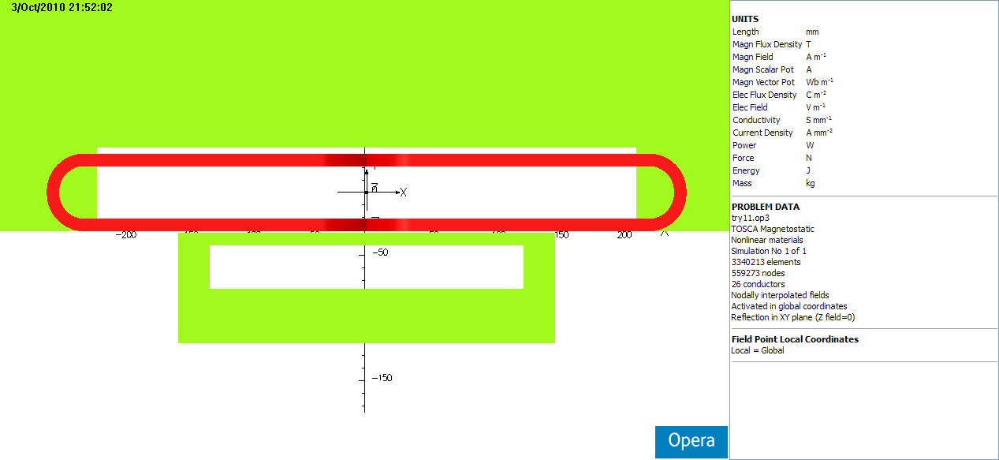 3/Oct/2010 21:52:02
X
Z
-200
150
200
X
-50
-150
Opera
UNITS
Length mm
Magn Flux Density T
Magn Field A m⁻¹
Magn Scalar Pot A
Magn Vector Pot Wb m⁻¹
Elec Flux Density C m⁻²
Elec Field V m⁻¹
Conductivity S mm⁻¹
Current Density A mm⁻²
Power W
Force N
Energy J
Mass kg
PROBLEM DATA
try11.op3
TOSCA Magnetostatic
Nonlinear materials
Simulation No 1 of 1
3340213 elements
559273 nodes
26 conductors
Nodally interpolated fields
Activated in global coordinates
Reflection in XY plane (Z field=0)
Field Point Local Coordinates
Local = Global